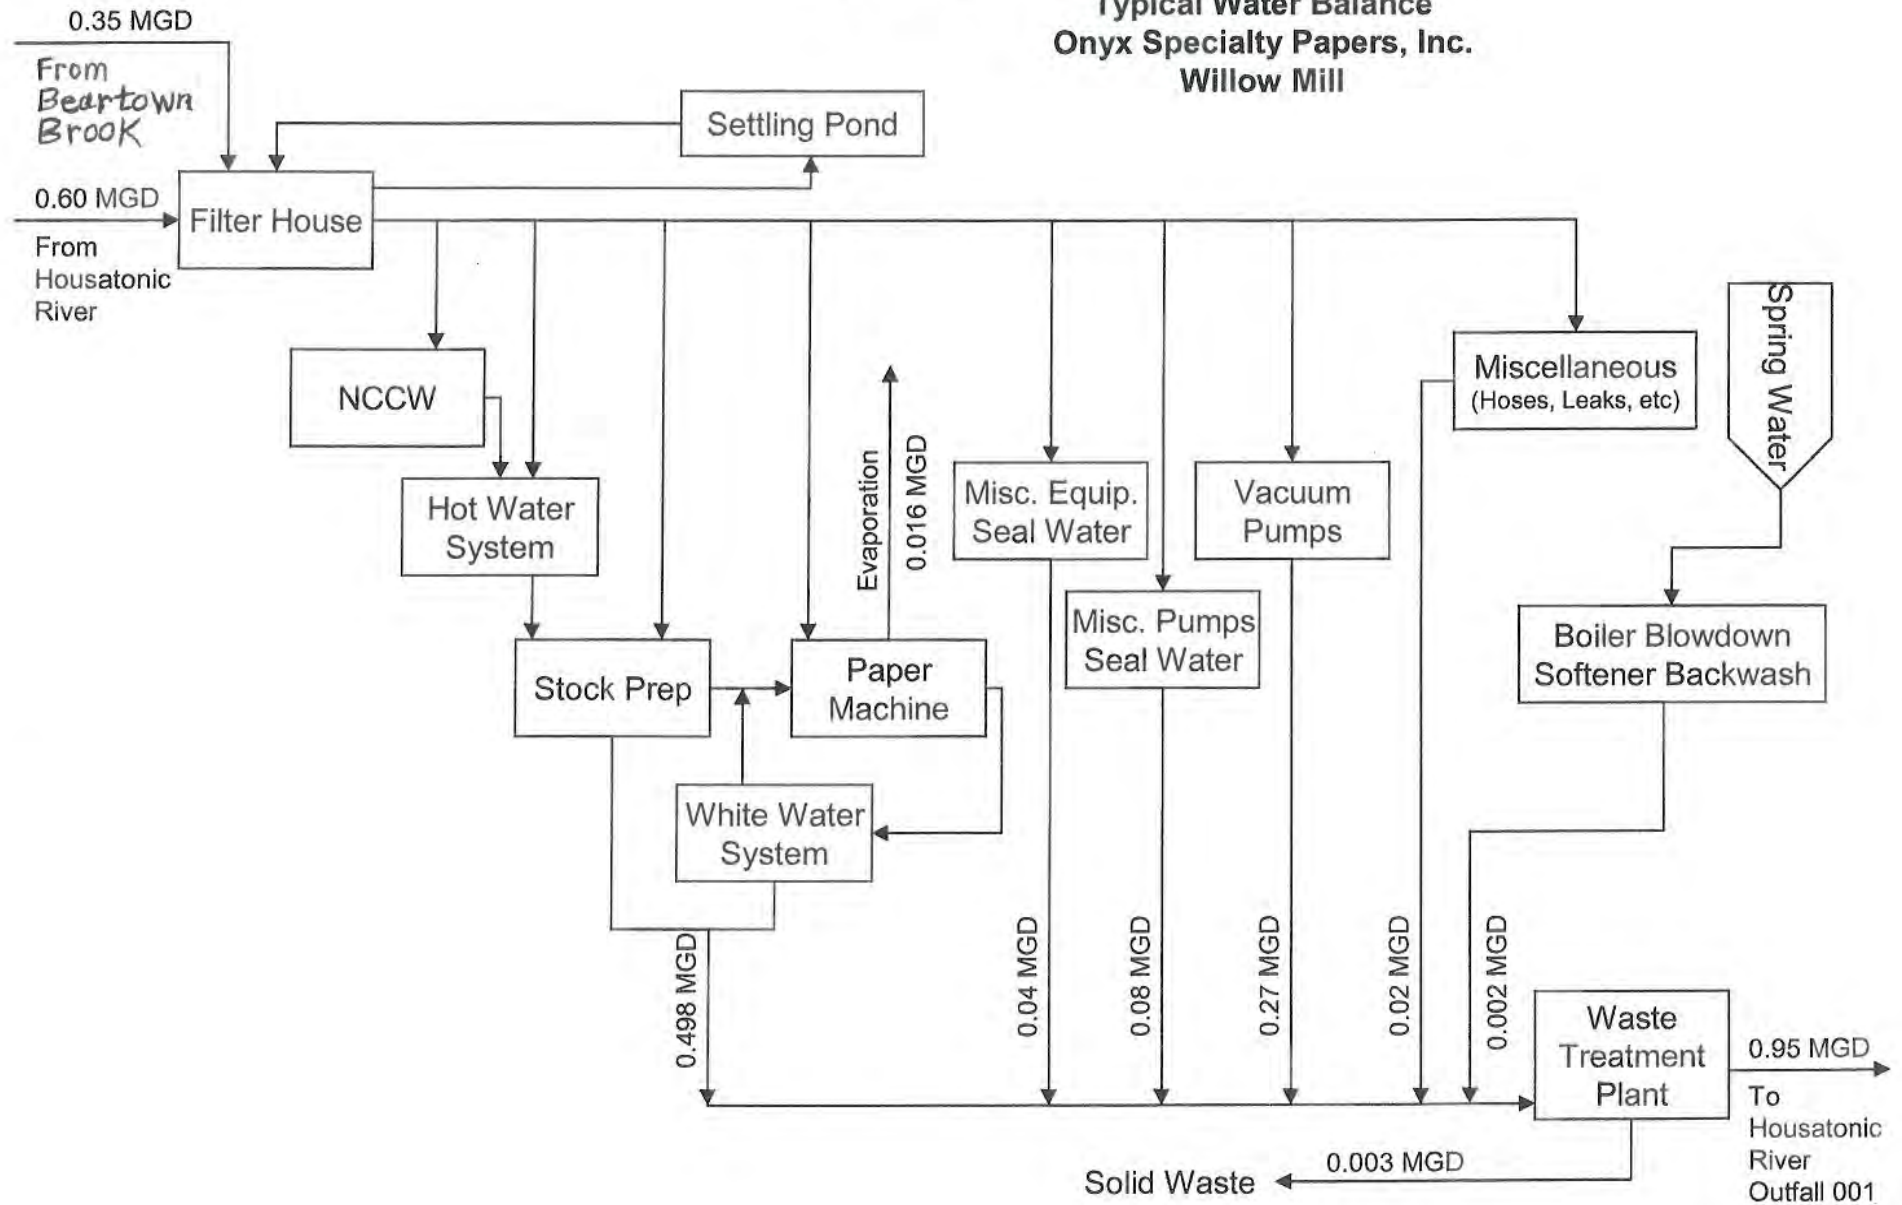 Typical Water Balance
Onyx Specialty Papers, Inc.
Willow Mill
0.35 MGD
From
Beartown
Brook
Settling Pond
0.60 MGD
Filter House
From
Housatonic
River
Spring Water
NCCW
Miscellaneous
(Hoses, Leaks, etc)
Hot Water
System
Evaporation
0.016 MGD
Misc. Equip.
Seal Water
Vacuum
Pumps
Misc. Pumps
Seal Water
Boiler Blowdown
Softener Backwash
Stock Prep
Paper
Machine
White Water
System
0.498 MGD
0.04 MGD
0.08 MGD
0.27 MGD
0.02 MGD
0.002 MGD
Waste
Treatment
Plant
0.95 MGD
To
Housatonic
River
Outfall 001
Solid Waste
0.003 MGD